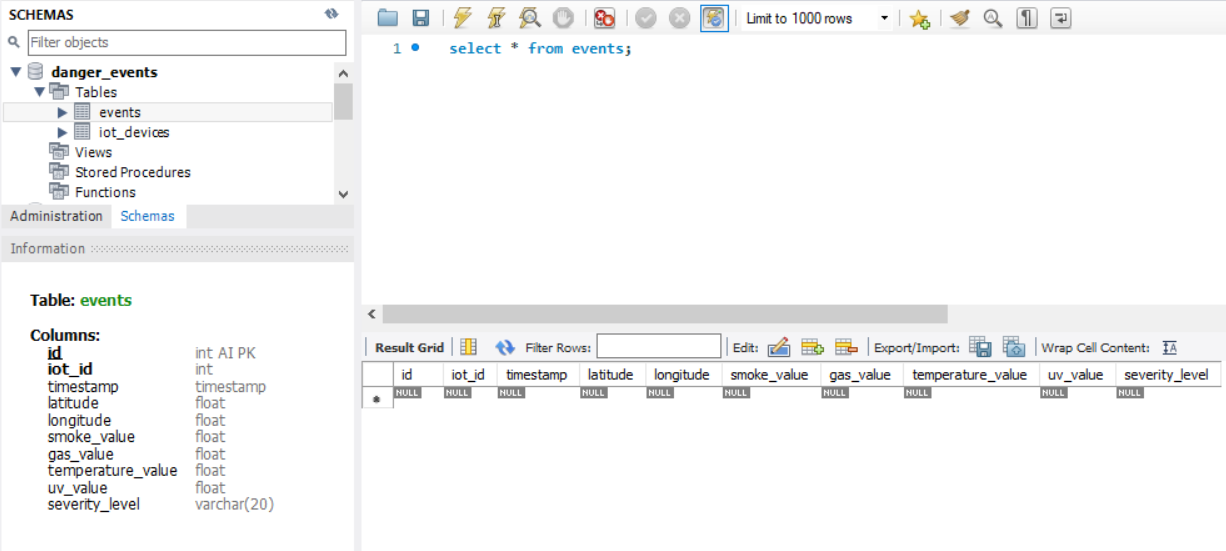 SCHEMAS
Filter objects
danger_events
Tables
events
iot_devices
Views
Stored Procedures
Functions
Administration Schemas
Information
Table: events
Columns:
id int AI PK
iot_id int
timestamp timestamp
latitude float
longitude float
smoke_value float
gas_value float
temperature_value float
uv_value float
severity_level varchar(20)
Limit to 1000 rows
1 select * from events;
Result Grid Filter Rows: Edit: Export/Import: Wrap Cell Content:
id iot_id timestamp latitude longitude smoke_value gas_value temperature_value uv_value severity_level
NULL NULL NULL NULL NULL NULL NULL NULL NULL NULL